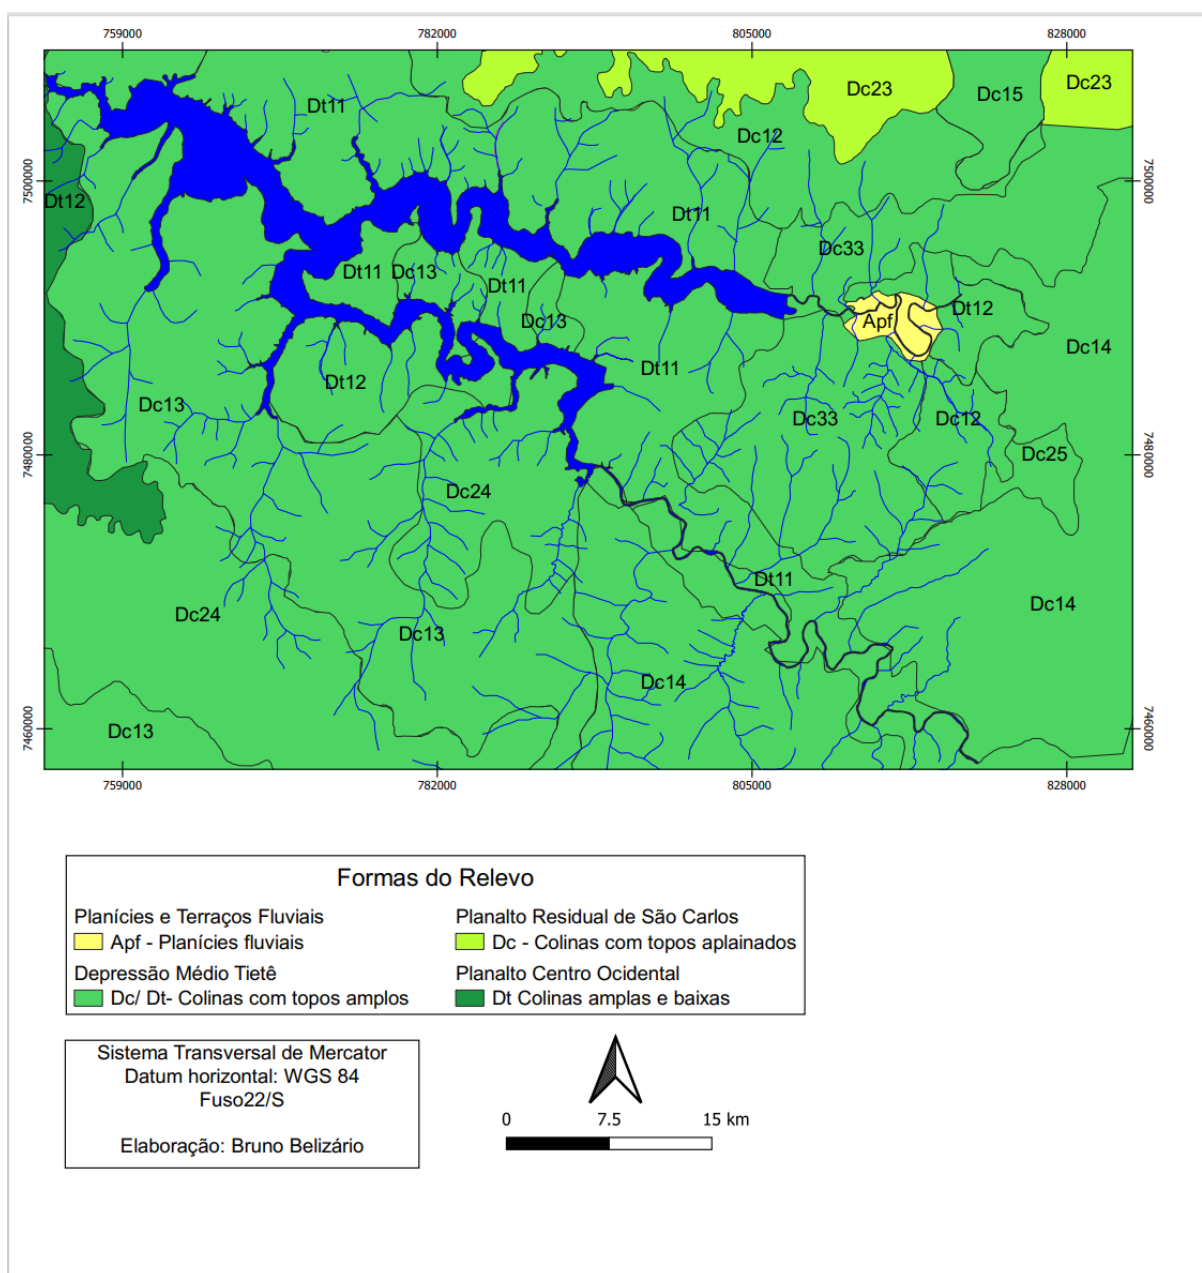 759000 782000 805000 828000
Dc23
Dc23
Dc15
Dt11
Dc12
7500000
7500000
Dt12
Dt11
Dc33
Dt11
Dc13
Dt11
Dt12
Apf
Dc13
Dc14
Dt11
Dt12
Dc13
Dc33
Dc12
Dc25
7480000
7480000
Dc24
Dt11
Dc14
Dc24
Dc13
Dc14
Dc13
7460000
7460000
759000 782000 805000 828000
Formas do Relevo
Planícies e Terraços Fluviais
Apf - Planícies fluviais
Depressão Médio Tietê
Dc/ Dt- Colinas com topos amplos
Planalto Residual de São Carlos
Dc - Colinas com topos aplainados
Planalto Centro Ocidental
Dt Colinas amplas e baixas
Sistema Transversal de Mercator
Datum horizontal: WGS 84
Fuso22/S
Elaboração: Bruno Belizário
0 7.5 15 km